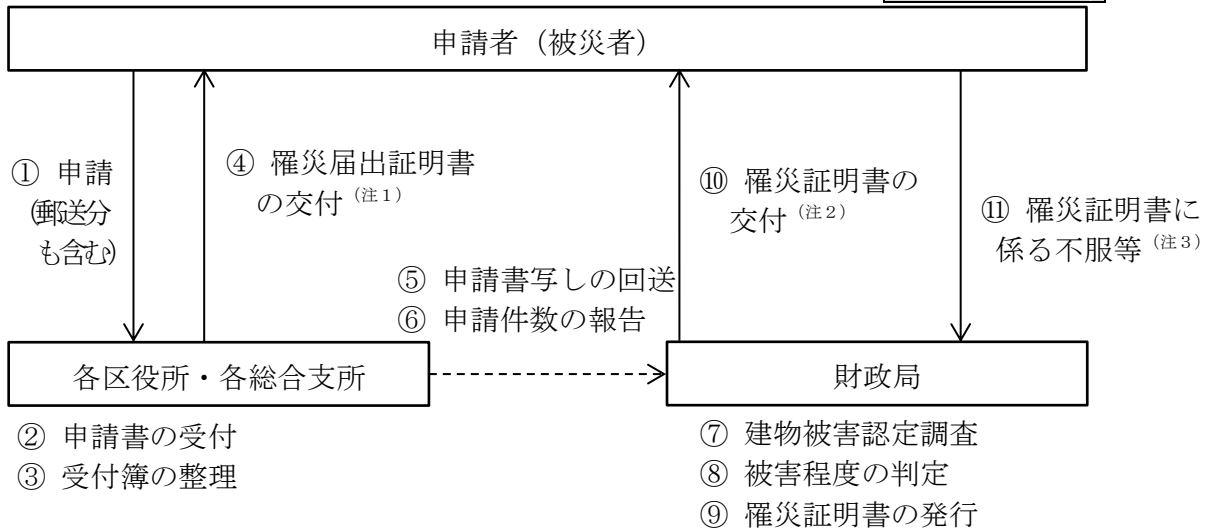 申請者（被災者）
① 申請
(郵送分
も含む)
④ 罹災届出証明書
の交付（注１）
⑩ 罹災証明書の
交付（注２）
⑪ 罹災証明書に
係る不服等（注３）
⑤ 申請書写しの回送
⑥ 申請件数の報告
各区役所・各総合支所
財政局
② 申請書の受付
③ 受付簿の整理
⑦ 建物被害認定調査
⑧ 被害程度の判定
⑨ 罹災証明書の発行